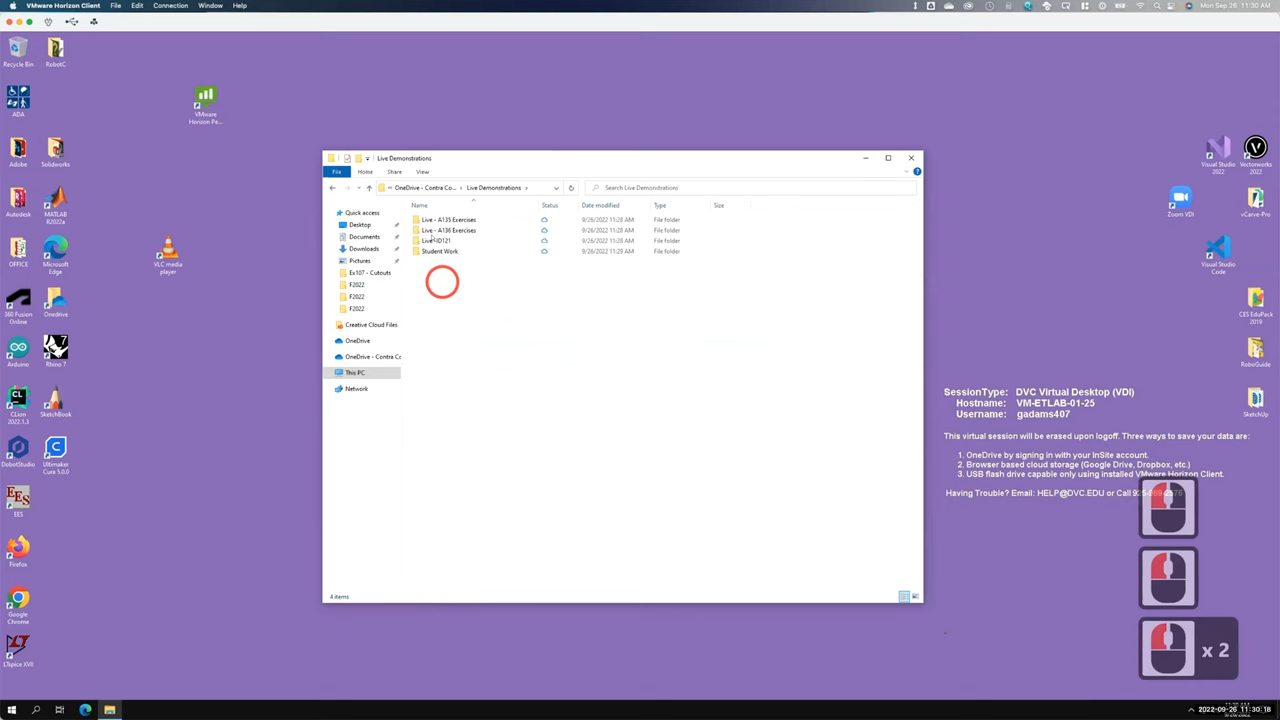 VMware Horizon Client File Edit Connection Window Help
Mon Sep 26 11:30 AM
Recycle Bin
RobotC
ADA
VMware
Horizon Pe...
Adobe
Solidworks
Autodesk
MATLAB
R2022a
OFFICE
Microsoft
Edge
VLC media
player
360 Fusion
Online
Onedrive
Arduino
Rhino 7
CLion
2022.1.3
SketchBook
DobotStudio
Ultimaker
Cura 5.0.0
EES
EES
Firefox
Google
Chrome
LTspice XVII
Live Demonstrations
File Home Share View
OneDrive - Contra Co... › Live Demonstrations ›
Search Live Demonstrations
Name Status Date modified Type Size
Live - A135 Exercises 9/26/2022 11:28 AM File folder
Live - A136 Exercises 9/26/2022 11:28 AM File folder
Live - ID121 9/26/2022 11:28 AM File folder
Student Work 9/26/2022 11:29 AM File folder
Quick access
Desktop
Documents
Downloads
Pictures
Ex107 - Cutouts
F2022
F2022
F2022
Creative Cloud Files
OneDrive
OneDrive - Contra Co
This PC
Network
4 items
Visual Studio
2022
Vectorworks
2022
Zoom VDI
vCarve-Pro
Visual Studio
Code
CES EduPack
2019
RoboGuide
SketchUp
SessionType: DVC Virtual Desktop (VDI)
Hostname: VM-ETLAB-01-25
Username: gadams407
This virtual session will be erased upon logoff. Three ways to save your data are:
1. OneDrive by signing in with your InSite account.
2. Browser based cloud storage (Google Drive, Dropbox, etc.)
3. USB flash drive capable only using installed VMware Horizon Client.
Having Trouble? Email: HELP@DVC.EDU or Call
x 2
2022-09-26 11:30:18